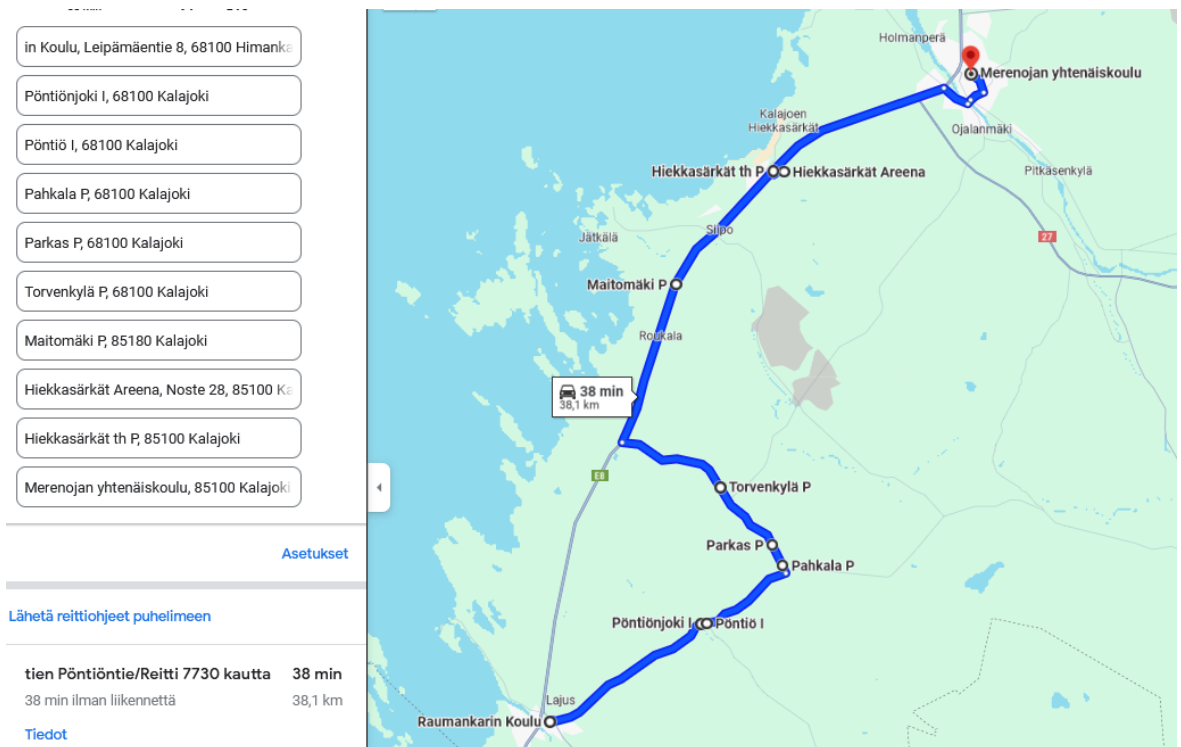 in Koulu, Leipämäentie 8, 68100 Himanka
Pöntiönjoki I, 68100 Kalajoki
Pöntiö I, 68100 Kalajoki
Pahkala P, 68100 Kalajoki
Parkas P, 68100 Kalajoki
Torvenkylä P, 68100 Kalajoki
Maitomäki P, 85180 Kalajoki
Hiekkasärkät Areena, Noste 28, 85100 Ka
Hiekkasärkät th P, 85100 Kalajoki
Merenojan yhtenäiskoulu, 85100 Kalajoki
Asetukset
Lähetä reittiohjeet puhelimeen
tien Pöntiöntie/Reitti 7730 kautta 38 min
38 min ilman liikennettä 38,1 km
Tiedot
Holmanperä
Merenojan yhtenäiskoulu
Kalajoen
Hiekkasärkät
Ojalanmäki
Hiekkasärkät th P
Hiekkasärkät Areena
Pitkäsenkylä
Siipo
Jätkälä
27
Maitomäki P
Roukala
38 min
38,1 km
E8
Torvenkylä P
Parkas P
Pahkala P
Pöntiönjoki I
Pöntiö I
Lajus
Raumankarin Koulu